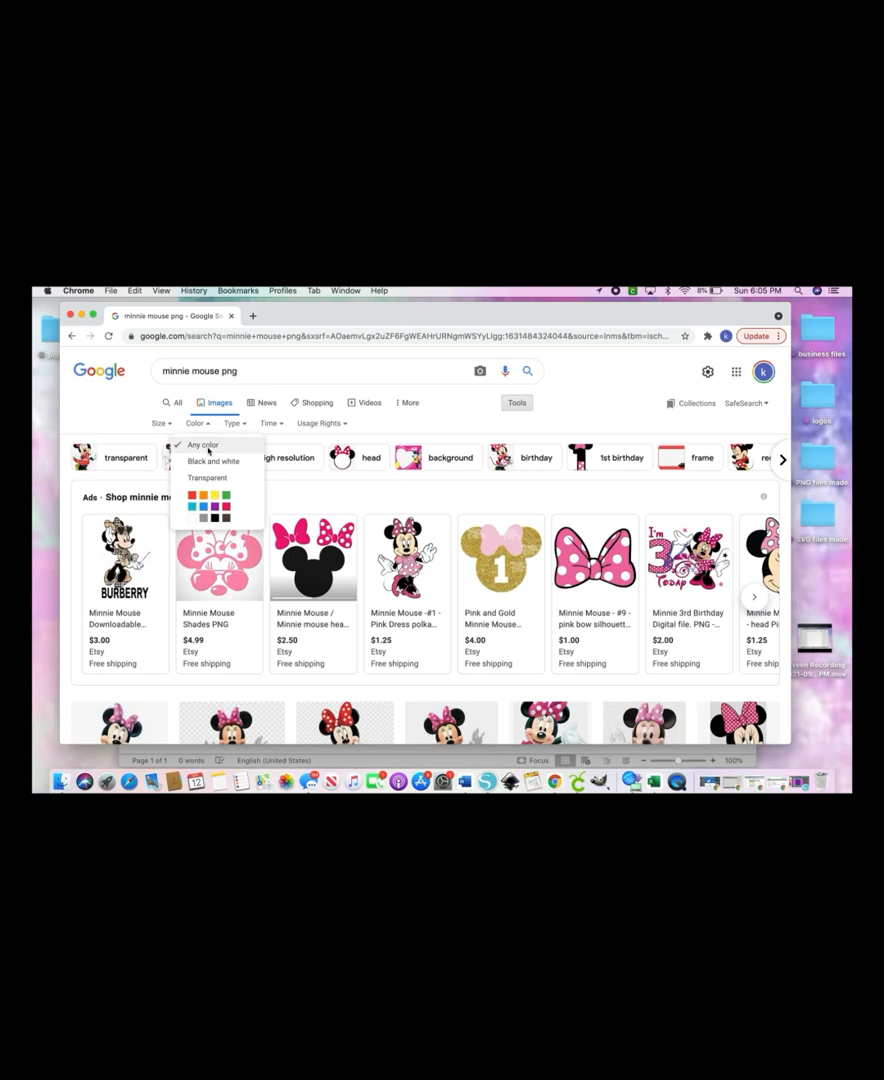 Chrome File Edit View History Bookmarks Profiles Tab Window Help 8% Sun 6:05 PM
minnie mouse png - Google Se
google.com/search?q=minnie+mouse+png&sxsrf=AOaemvLgx2uZF6FgWEAHrURNgmWSYyLlgg:1631484324044&source=lnms&tbm=isch... k Update
Google minnie mouse png k
All Images News Shopping Videos More Tools Collections SafeSearch
Size Color Type Time Usage Rights
Any color
Black and white
Transparent
transparent gh resolution head background birthday 1st birthday frame
Ads · Shop minnie m
BURBERRY
1
I'm
3
TODAY
Minnie Mouse
Downloadable...
$3.00
Etsy
Free shipping
Minnie Mouse
Shades PNG
$4.99
Etsy
Free shipping
Minnie Mouse /
Minnie mouse hea...
$2.50
Etsy
Free shipping
Minnie Mouse -#1 -
Pink Dress polka...
$1.25
Etsy
Free shipping
Pink and Gold
Minnie Mouse...
$4.00
Etsy
Free shipping
Minnie Mouse - #9 -
pink bow silhouett...
$1.00
Etsy
Free shipping
Minnie 3rd Birthday
Digital file. PNG -...
$2.00
Etsy
Free shipping
Minnie M
- head Pi
$1.25
Etsy
Free ship
business files
logos
PNG files made
SVG files made
Page 1 of 1 0 words English (United States) Focus 100%